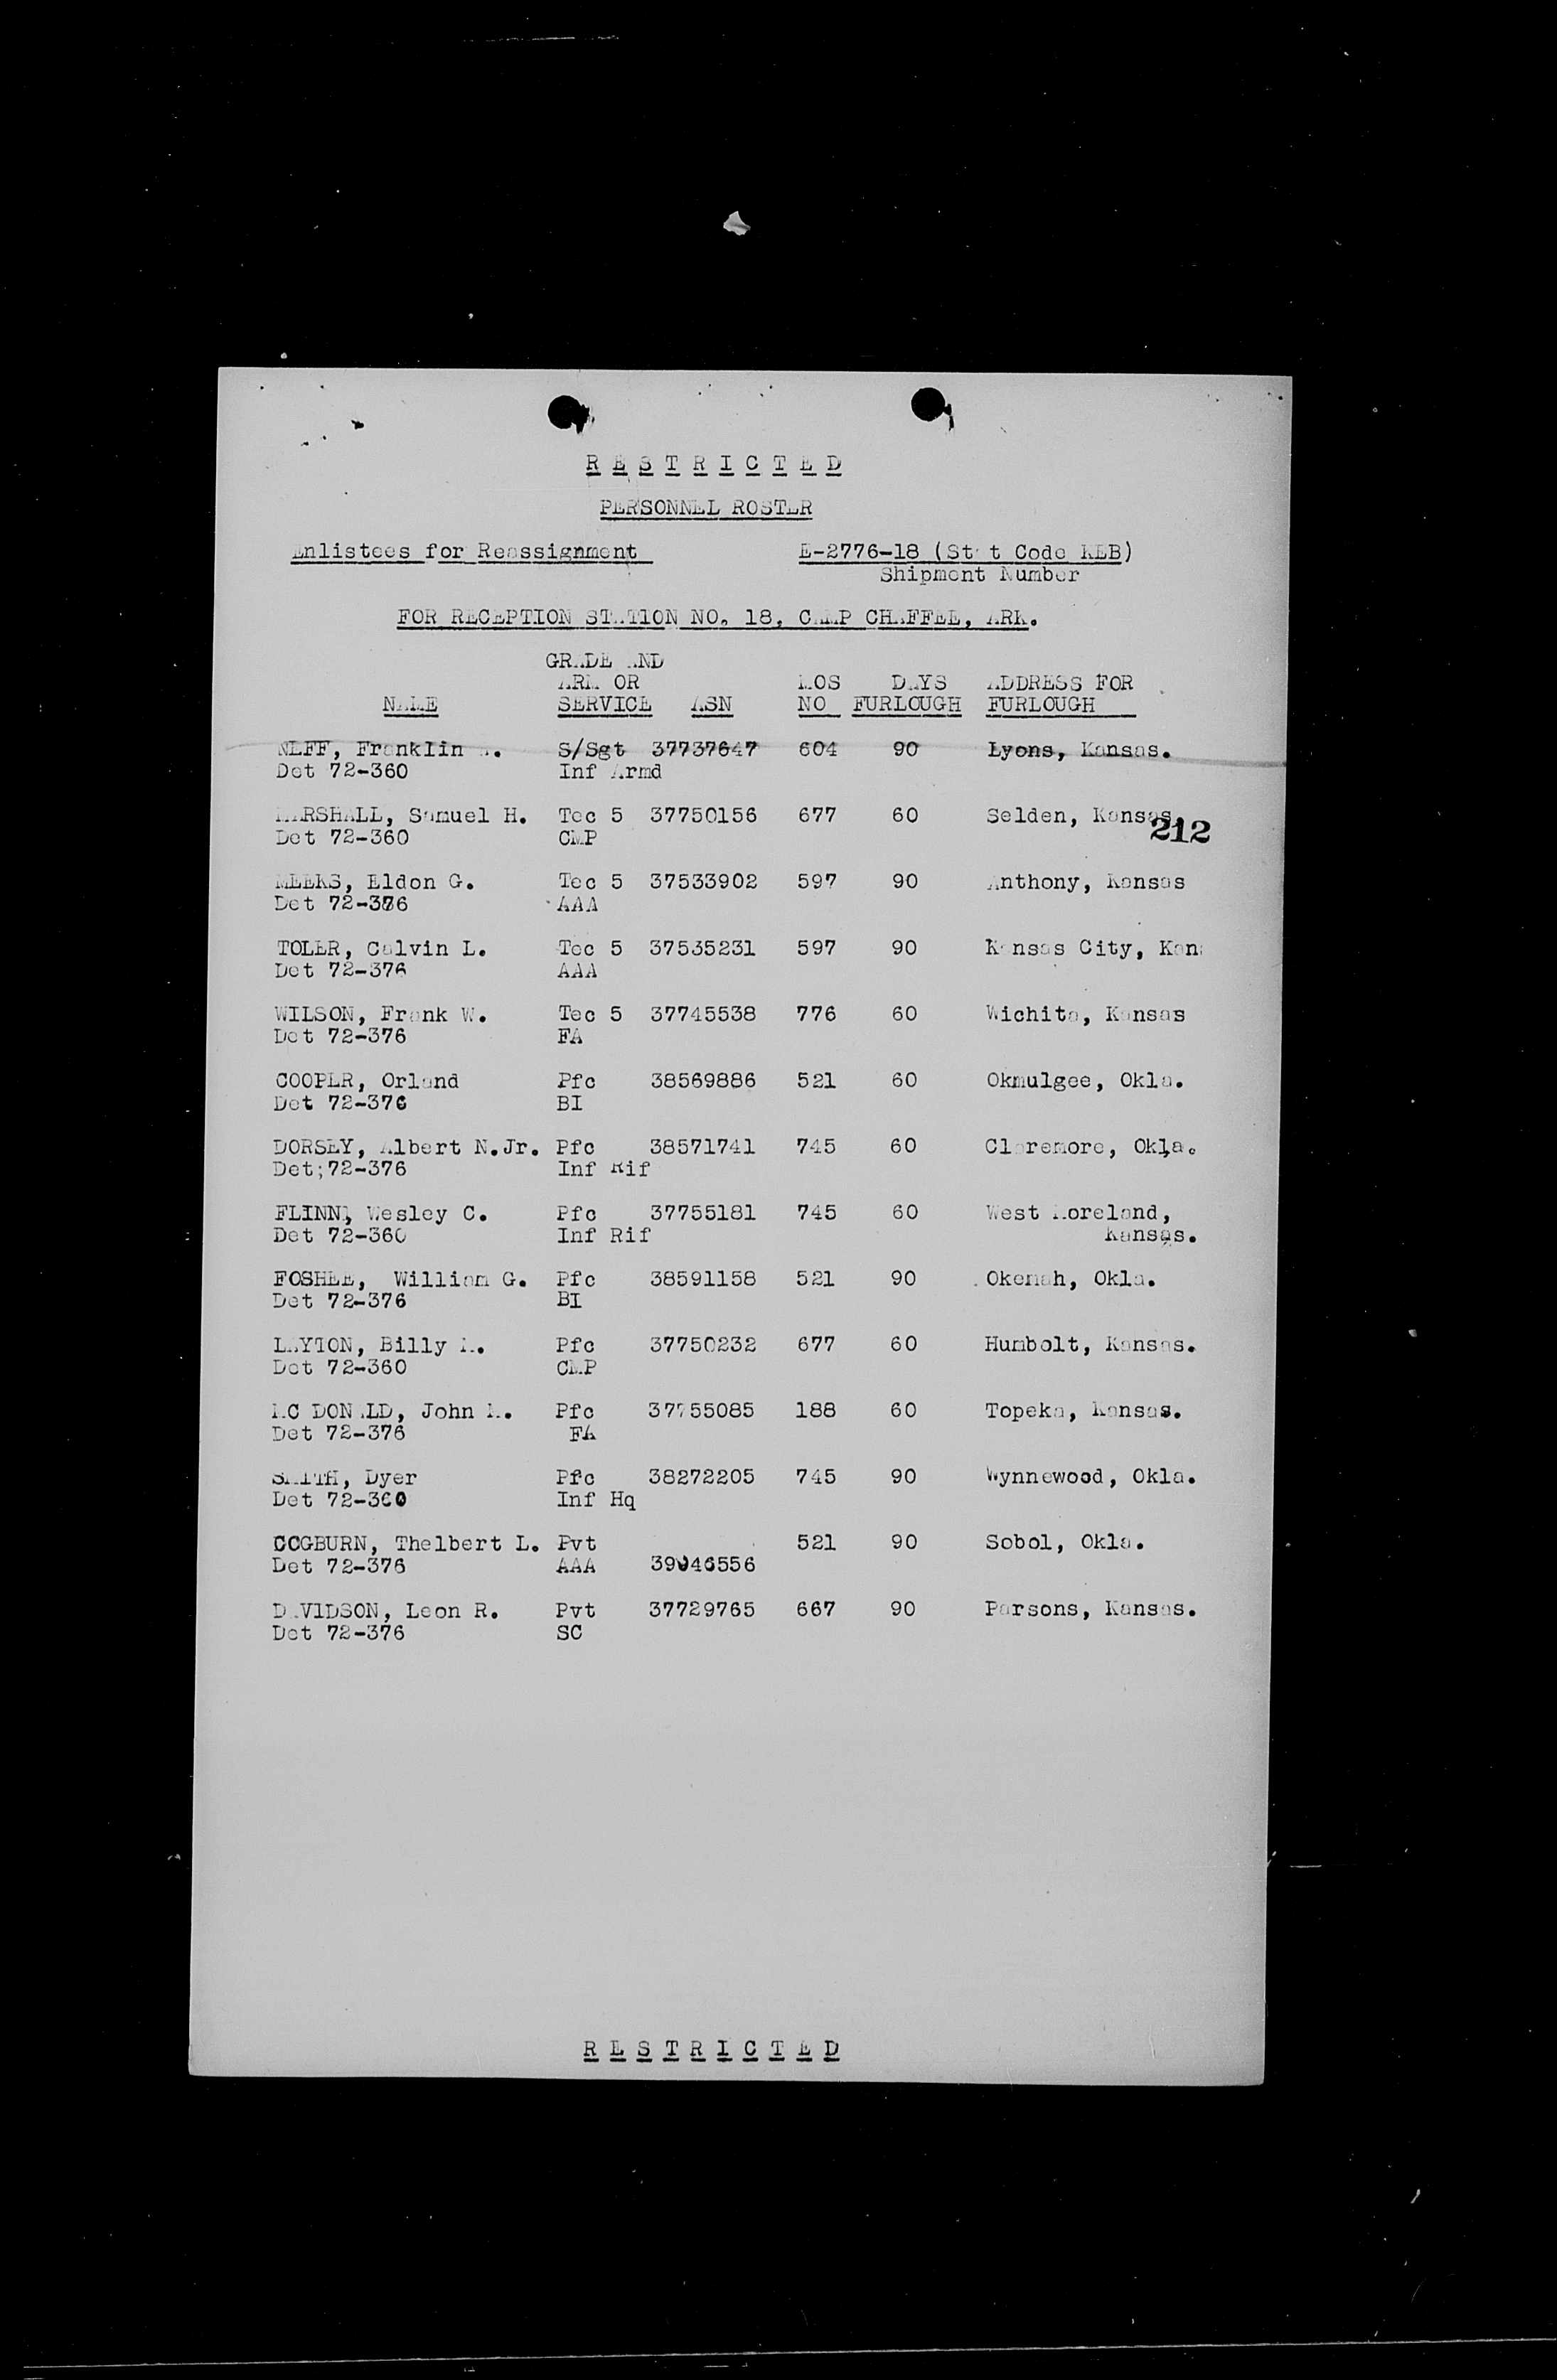 R E S T R I C T E D
PERSONNEL ROSTER
Enlistees for Reassignment E-2776-18 (Stat Code KEB)
Shipment Number
FOR RECEPTION STATION NO. 18, CAMP CHAFFEE, ARK.
GRADE AND
ARM OR MOS DAYS ADDRESS FOR
NAME SERVICE ASN NO FURLOUGH FURLOUGH
NEFF, Franklin S/Sgt 37737647 604 90 Lyons, Kansas.
Det 72-360 Inf Armd
MARSHALL, Samuel H. Tec 5 37750156 677 60 Selden, Kansas.
212
Det 72-360 CMP
MEEKS, Eldon G. Tec 5 37533902 597 90 Anthony, Kansas
Det 72-376 AAA
TOLER, Calvin L. Tec 5 37535231 597 90 Kansas City, Kan
Det 72-376 AAA
WILSON, Frank W. Tec 5 37745538 776 60 Wichita, Kansas
Det 72-376 FA
COOPER, Orland Pfc 38569886 521 60 Okmulgee, Okla.
Det 72-376 BI
DORSEY, Albert N.Jr. Pfc 38571741 745 60 Claremore, Okla.
Det;72-376 Inf Rif
FLINN, Wesley C. Pfc 37755181 745 60 West Moreland,
Det 72-360 Inf Rif Kansas.
FOSHEE, William G. Pfc 38591158 521 90 Okemah, Okla.
Det 72-376 BI
LAYTON, Billy M. Pfc 37750232 677 60 Humbolt, Kansas.
Det 72-360 CMP
MC DONALD, John M. Pfc 37755085 188 60 Topeka, Kansas.
Det 72-376 FA
SMITH, Dyer Pfc 38272205 745 90 Wynnewood, Okla.
Det 72-360 Inf Hq
COGBURN, Thelbert L. Pvt 521 90 Sobol, Okla.
Det 72-376 AAA 39046556
DAVIDSON, Leon R. Pvt 37729765 667 90 Parsons, Kansas.
Det 72-376 SC
R E S T R I C T E D